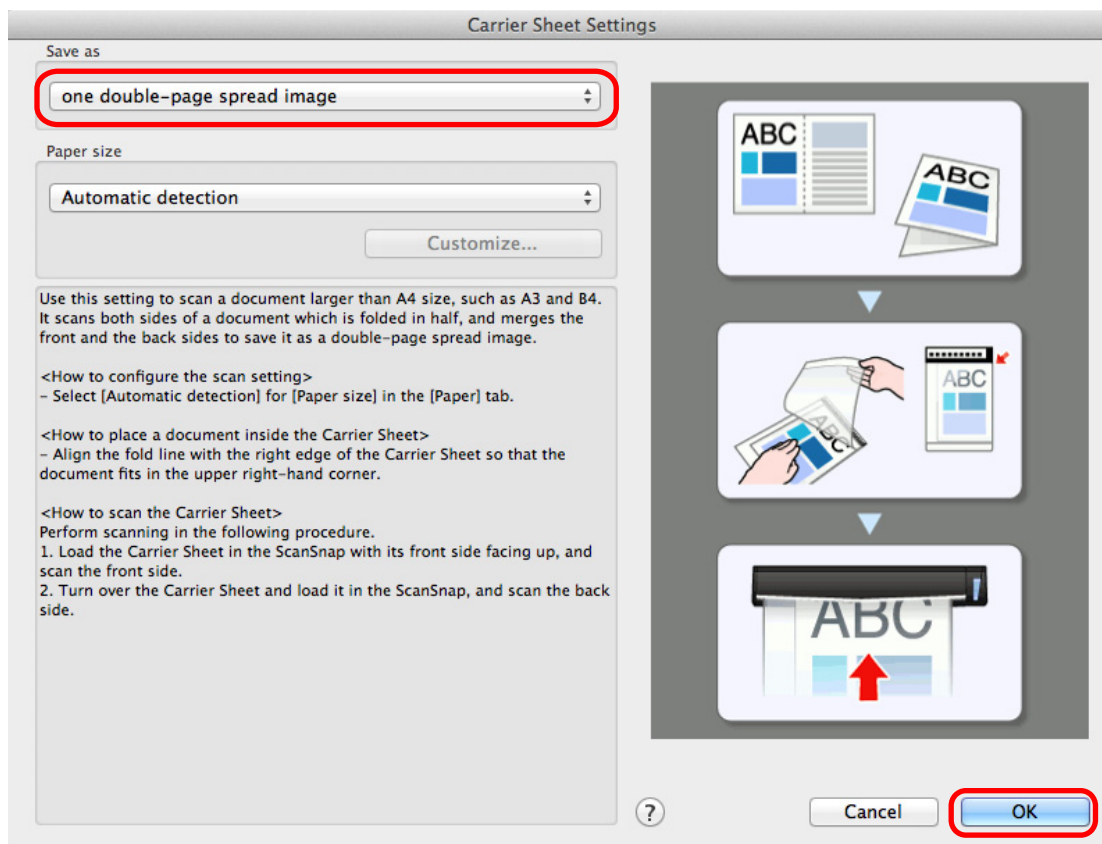 Carrier Sheet Settings
Save as
one double-page spread image
Paper size
Automatic detection
Customize...
Use this setting to scan a document larger than A4 size, such as A3 and B4.
It scans both sides of a document which is folded in half, and merges the
front and the back sides to save it as a double-page spread image.
<How to configure the scan setting>
- Select [Automatic detection] for [Paper size] in the [Paper] tab.
<How to place a document inside the Carrier Sheet>
- Align the fold line with the right edge of the Carrier Sheet so that the
document fits in the upper right-hand corner.
<How to scan the Carrier Sheet>
Perform scanning in the following procedure.
1. Load the Carrier Sheet in the ScanSnap with its front side facing up, and
scan the front side.
2. Turn over the Carrier Sheet and load it in the ScanSnap, and scan the back
side.
ABC
ABC
ABC
ABC
ABC
?
Cancel
OK